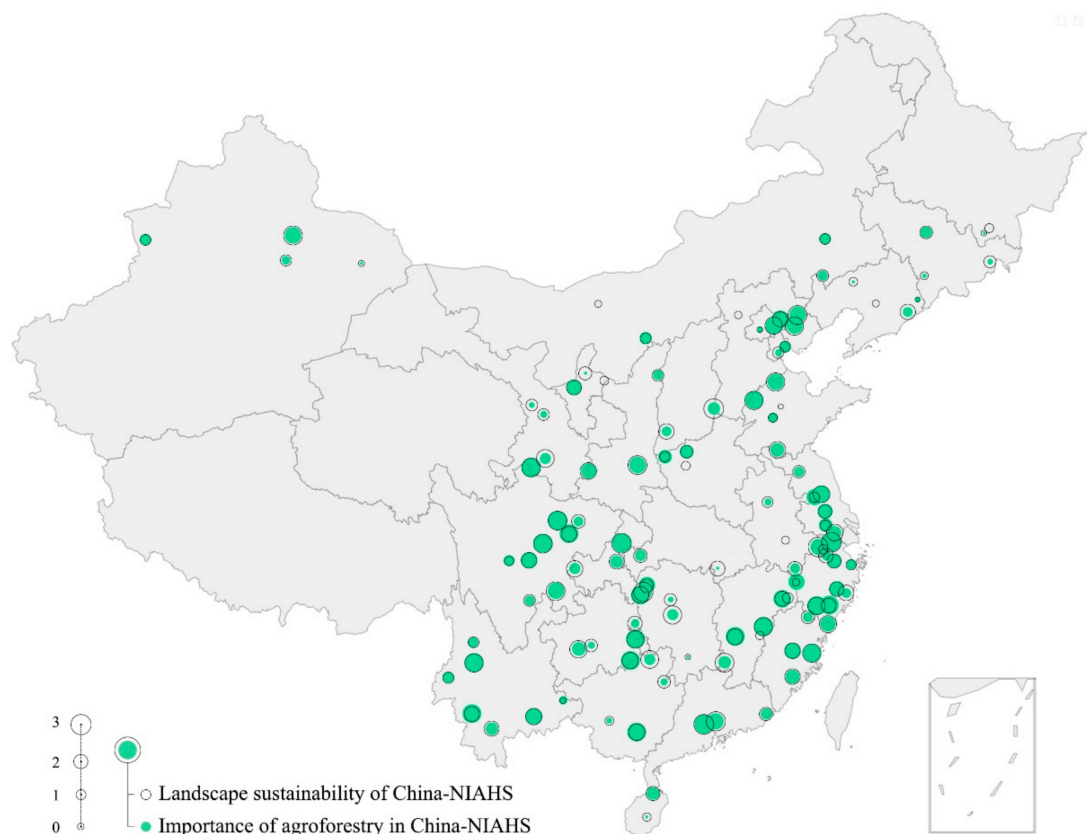 3
2
1
0
Landscape sustainability of China-NIAHS
Importance of agroforestry in China-NIAHS